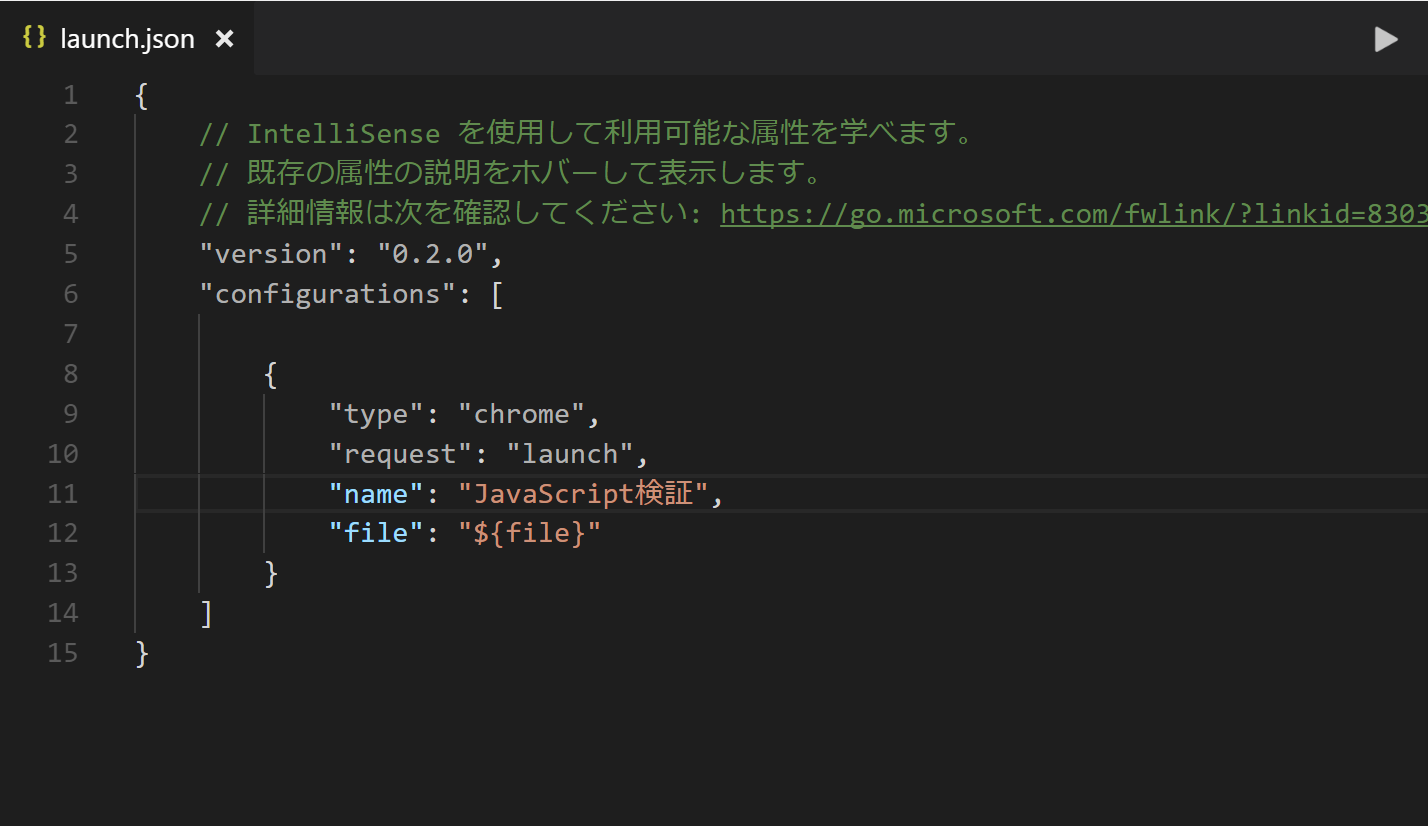 {} launch.json ×
1 {
2 // IntelliSense を使用して利用可能な属性を学べます。
3 // 既存の属性の説明をホバーして表示します。
4 // 詳細情報は次を確認してください: https://go.microsoft.com/fwlink/?linkid=8303
5 "version": "0.2.0",
6 "configurations": [
7
8 {
9 "type": "chrome",
10 "request": "launch",
11 "name": "JavaScript検証",
12 "file": "${file}"
13 }
14 ]
15 }